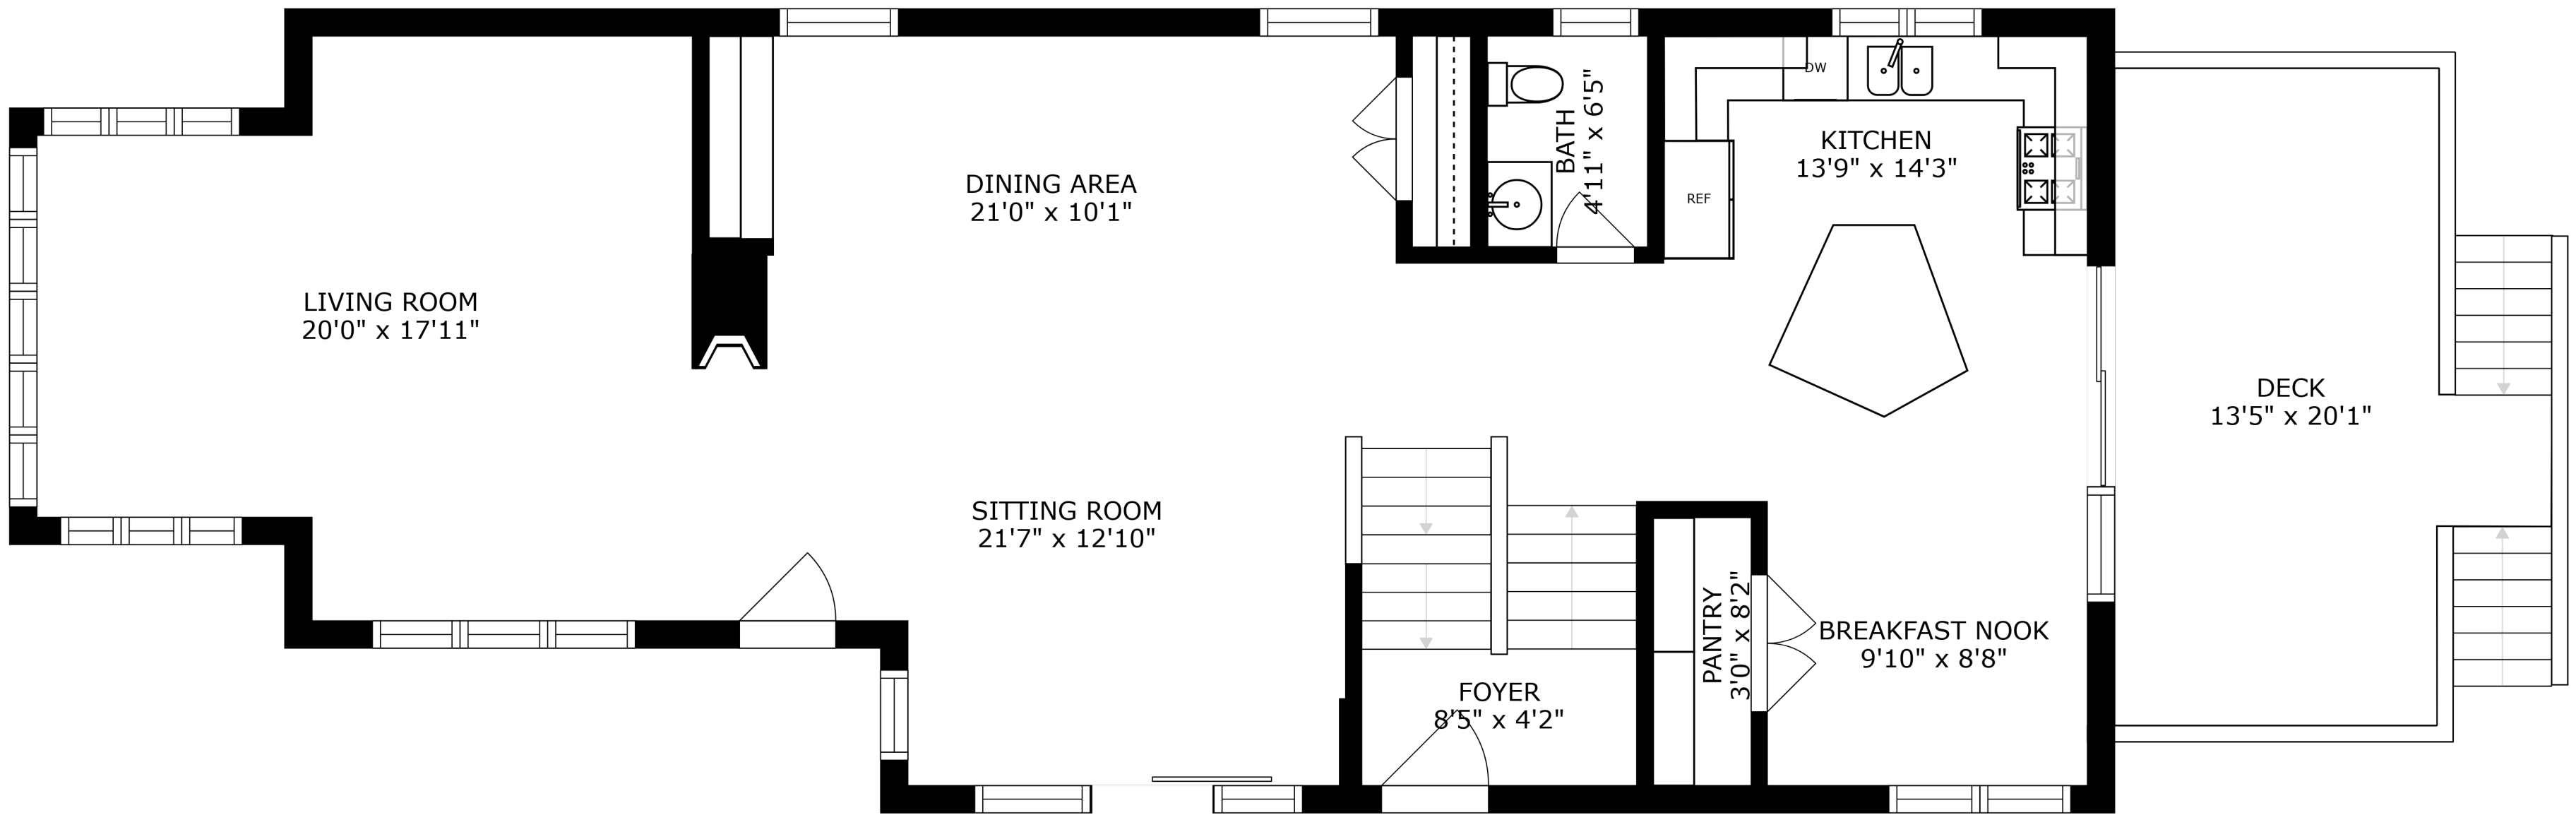 LIVING ROOM
20'0" x 17'11"
DINING AREA
21'0" x 10'1"
SITTING ROOM
21'7" x 12'10"
BATH
4'11" x 6'5"
DW
REF
KITCHEN
13'9" x 14'3"
FOYER
8'5" x 4'2"
PANTRY
3'0" x 8'2"
BREAKFAST NOOK
9'10" x 8'8"
DECK
13'5" x 20'1"